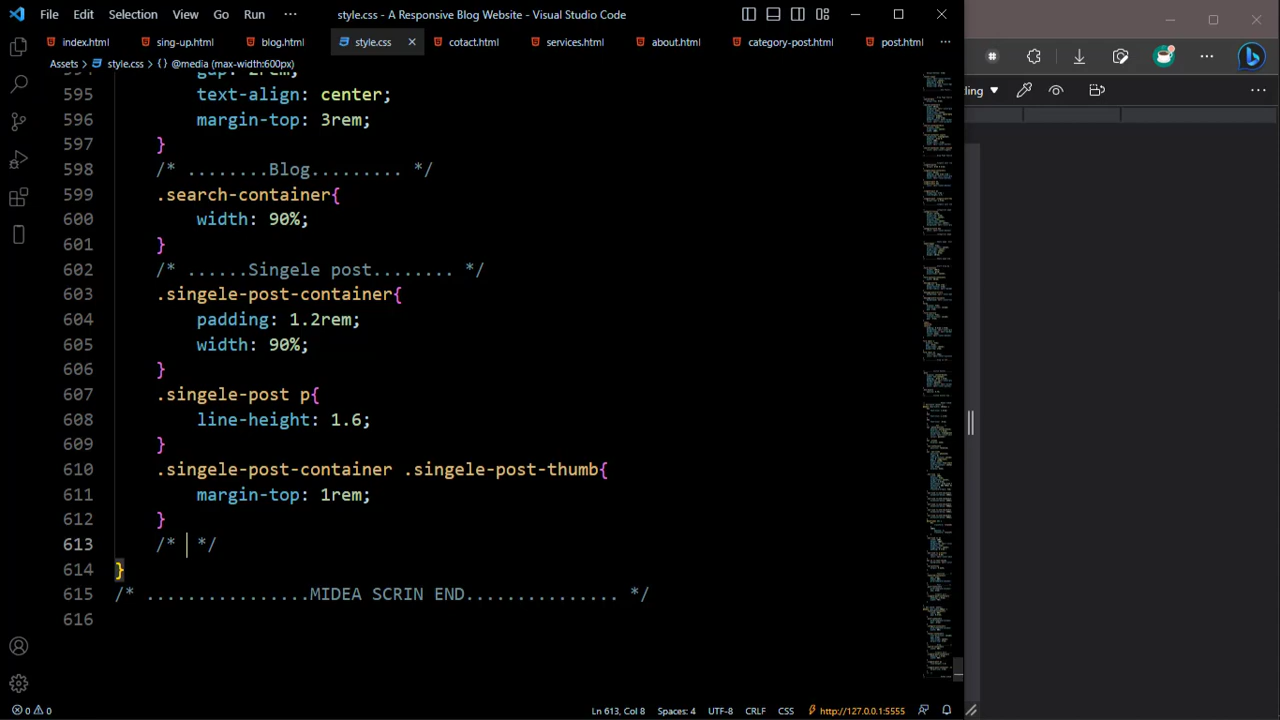 File Edit Selection View Go Run ··· style.css - A Responsive Blog Website - Visual Studio Code
index.html sing-up.html blog.html style.css cotact.html services.html about.html category-post.html post.html ···
Assets > style.css > {} @media (max-width:600px)
ling
595 text-align: center;
596 margin-top: 3rem;
597 }
598 /* ........Blog......... */
599 .search-container{
600 width: 90%;
601 }
602 /* ......Singele post........ */
603 .singele-post-container{
604 padding: 1.2rem;
605 width: 90%;
606 }
607 .singele-post p{
608 line-height: 1.6;
609 }
610 .singele-post-container .singele-post-thumb{
611 margin-top: 1rem;
612 }
613 /* */
614 }
615 /* ................MIDEA SCRIN END............... */
616
0 0 Ln 613, Col 8 Spaces: 4 UTF-8 CRLF CSS http://127.0.0.1:5555